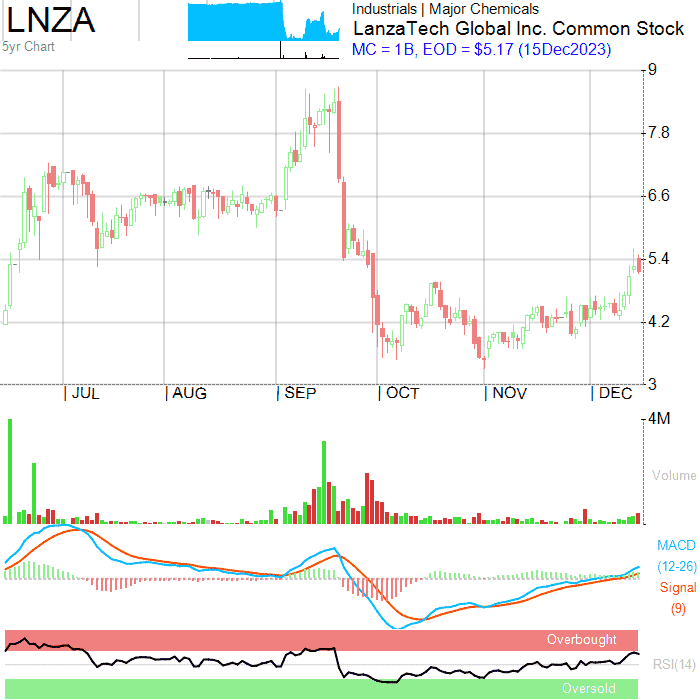 LNZA
5yr Chart
Industrials | Major Chemicals
LanzaTech Global Inc. Common Stock
MC = 1B, EOD = $5.17 (15Dec2023)
9
7.8
6.6
5.4
4.2
3
| JUL | AUG | SEP | OCT | NOV | DEC
4M
Volume
MACD
(12-26)
Signal
(9)
Overbought
RSI(14)
Oversold